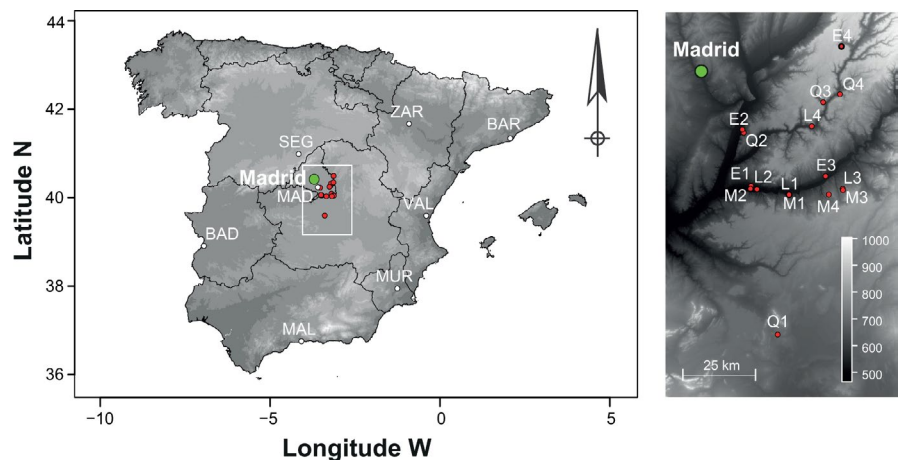 44
42
40
38
36
Latitude N
−10
−5
0
5
Longitude W
ZAR
BAR
SEG
Madrid
MAD
VAL
BAD
MUR
MAL
E4
Madrid
Q3 Q4
L4
E2
Q2
E3
E1 L2 L1 L3
M2 M1 M4 M3
Q1
25 km
1000
900
800
700
600
500